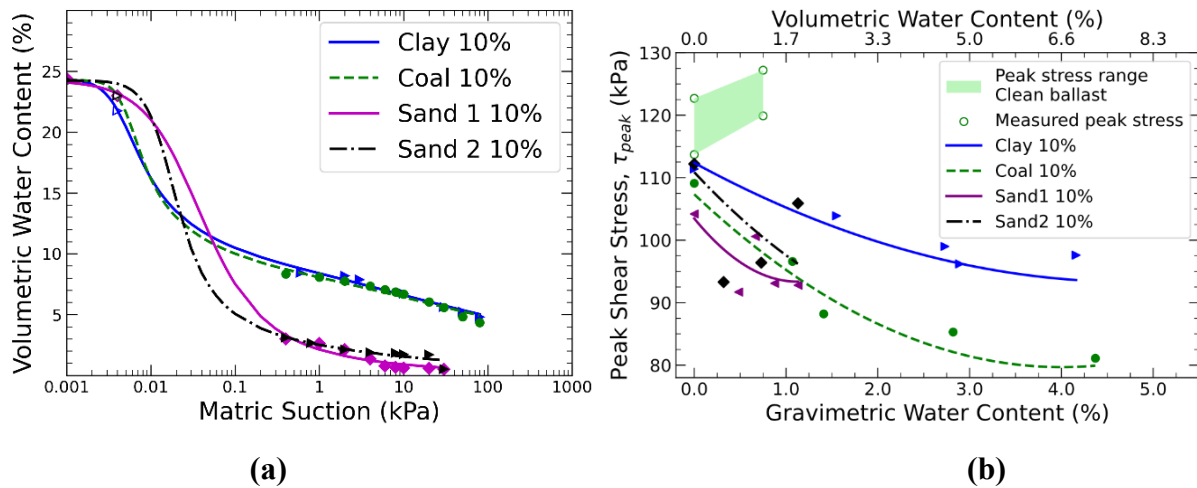 Volumetric Water Content (%)
30
25
20
15
10
5
0.001 0.01 0.1 1 10 100 1000
Matric Suction (kPa)
Clay 10%
Coal 10%
Sand 1 10%
Sand 2 10%
(a)
Volumetric Water Content (%)
0.0 1.7 3.3 5.0 6.7 8.3
Peak Shear Stress, τpeak (kPa)
130
120
110
100
90
80
0.0 1.0 2.0 3.0 4.0 5.0
Gravimetric Water Content (%)
Peak stress range
Clean ballast
Measured peak stress
Clay 10%
Coal 10%
Sand1 10%
Sand2 10%
(b)